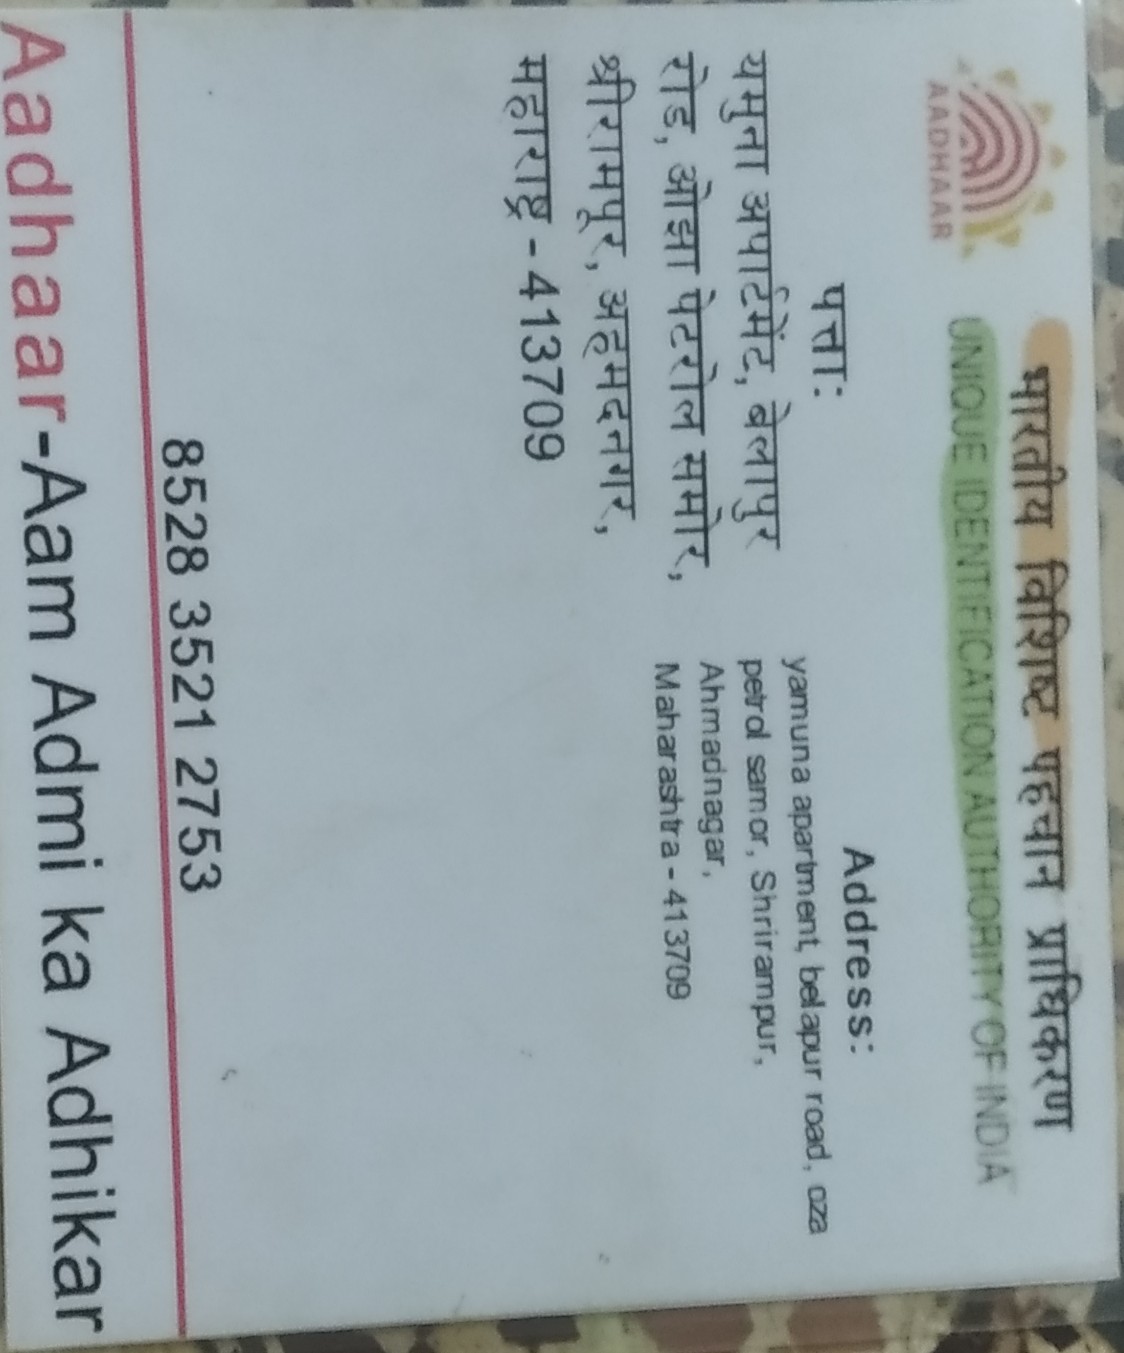 भारतीय विशिष्ट पहचान प्राधिकरण
UNIQUE IDENTIFICATION AUTHORITY OF INDIA
AADHAAR
पत्ता:
यमुना अपार्टमेंट, बेलापुर
रोड, ओझा पेटरोल समोर,
श्रीरामपूर, अहमदनगर,
महाराष्ट्र - 413709
Address:
yamuna apartment, belapur road, oza
petrol samor, Shrirampur,
Ahmadnagar,
Maharashtra - 413709
8528 3521 2753
Aadhaar-Aam Admi ka Adhikar